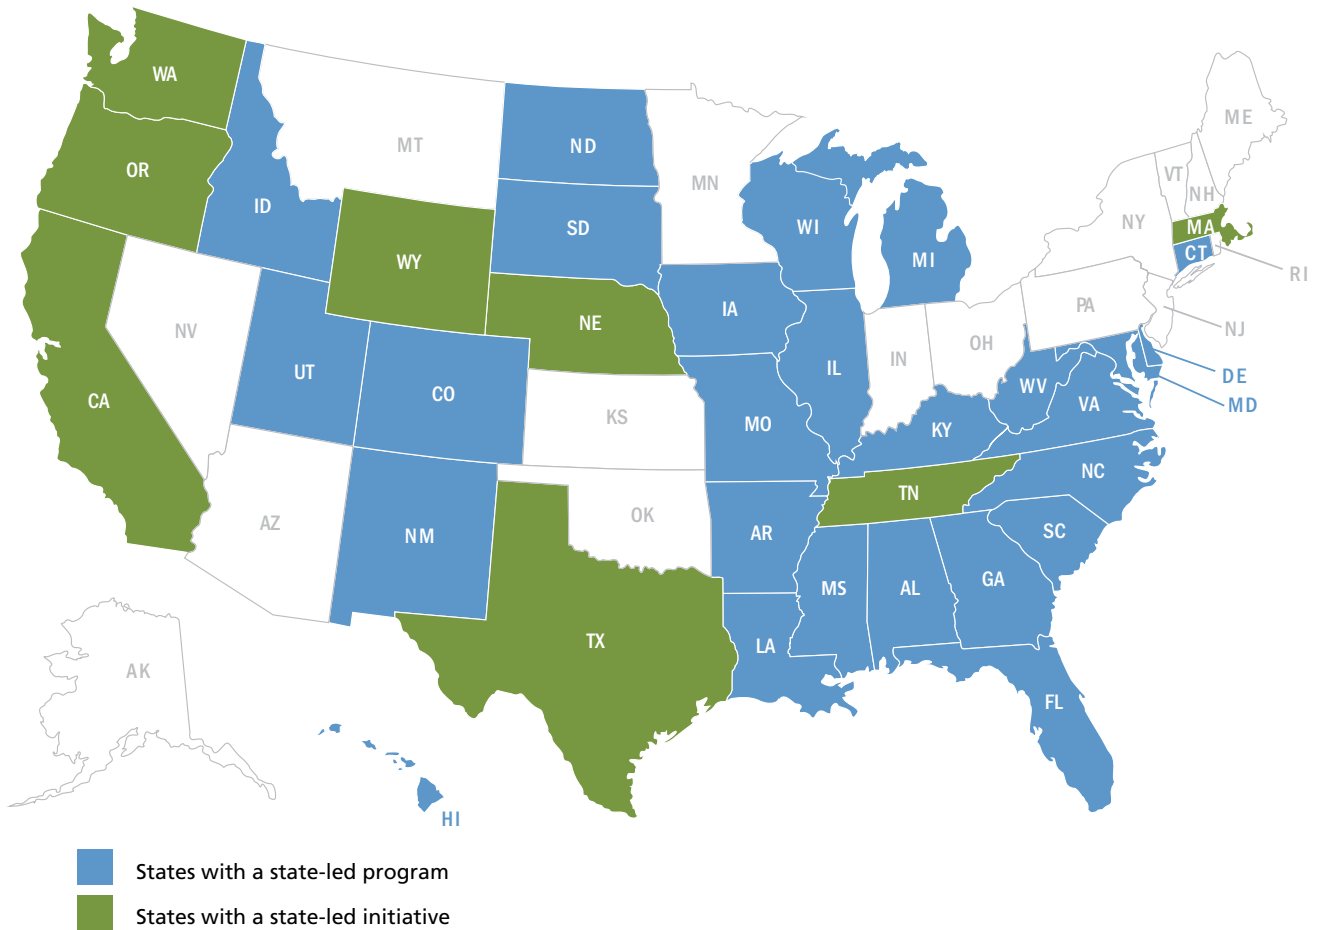 WA
ME
MT
ND
OR
VT
MN
NH
ID
NY
SD
WI
MA
CT
MI
WY
RI
PA
IA
NE
NV
NJ
OH
IN
IL
UT
DE
WV
CO
CA
VA
MD
KS
MO
KY
NC
TN
OK
AZ
SC
AR
NM
GA
MS
AL
TX
LA
AK
FL
HI
States with a state-led program
States with a state-led initiative